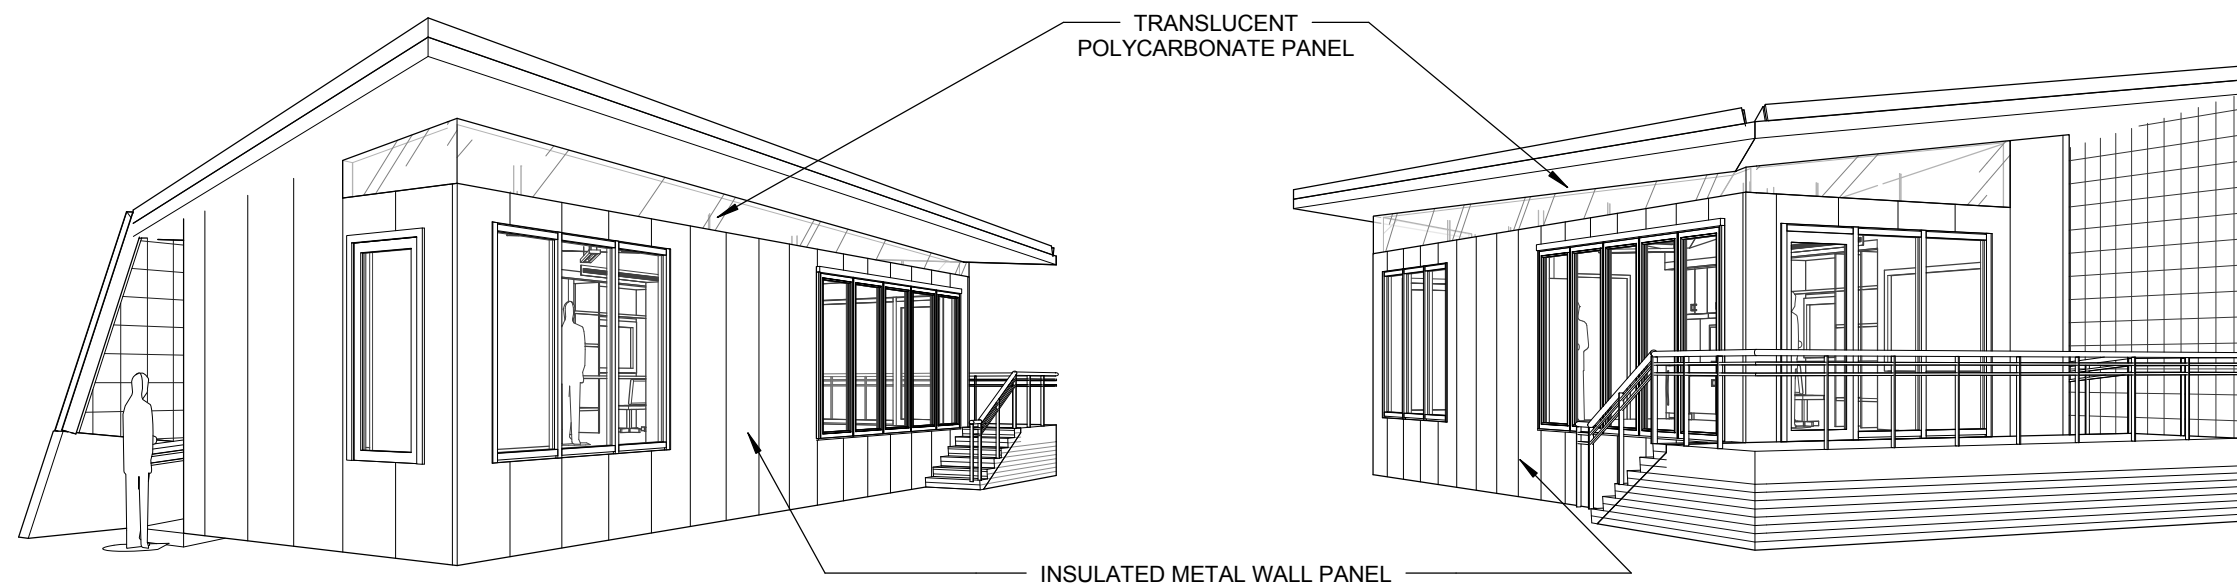 TRANSLUCENT
POLYCARBONATE PANEL
INSULATED METAL WALL PANEL